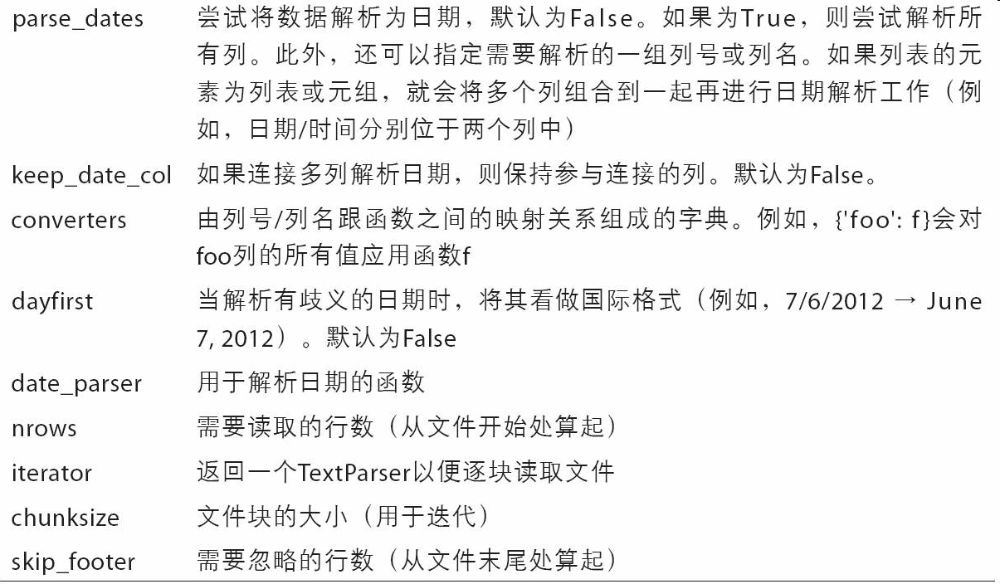 parse_dates 尝试将数据解析为日期，默认为False。如果为True，则尝试解析所
有列。此外，还可以指定需要解析的一组列号或列名。如果列表的元
素为列表或元组，就会将多个列组合到一起再进行日期解析工作（例
如，日期/时间分别位于两个列中）
keep_date_col 如果连接多列解析日期，则保持参与连接的列。默认为False。
converters 由列号/列名跟函数之间的映射关系组成的字典。例如，{'foo': f}会对
foo列的所有值应用函数f
dayfirst 当解析有歧义的日期时，将其看做国际格式（例如，7/6/2012 → June
7, 2012）。默认为False
date_parser 用于解析日期的函数
nrows 需要读取的行数（从文件开始处算起）
iterator 返回一个TextParser以便逐块读取文件
chunksize 文件块的大小（用于迭代）
skip_footer 需要忽略的行数（从文件末尾处算起）